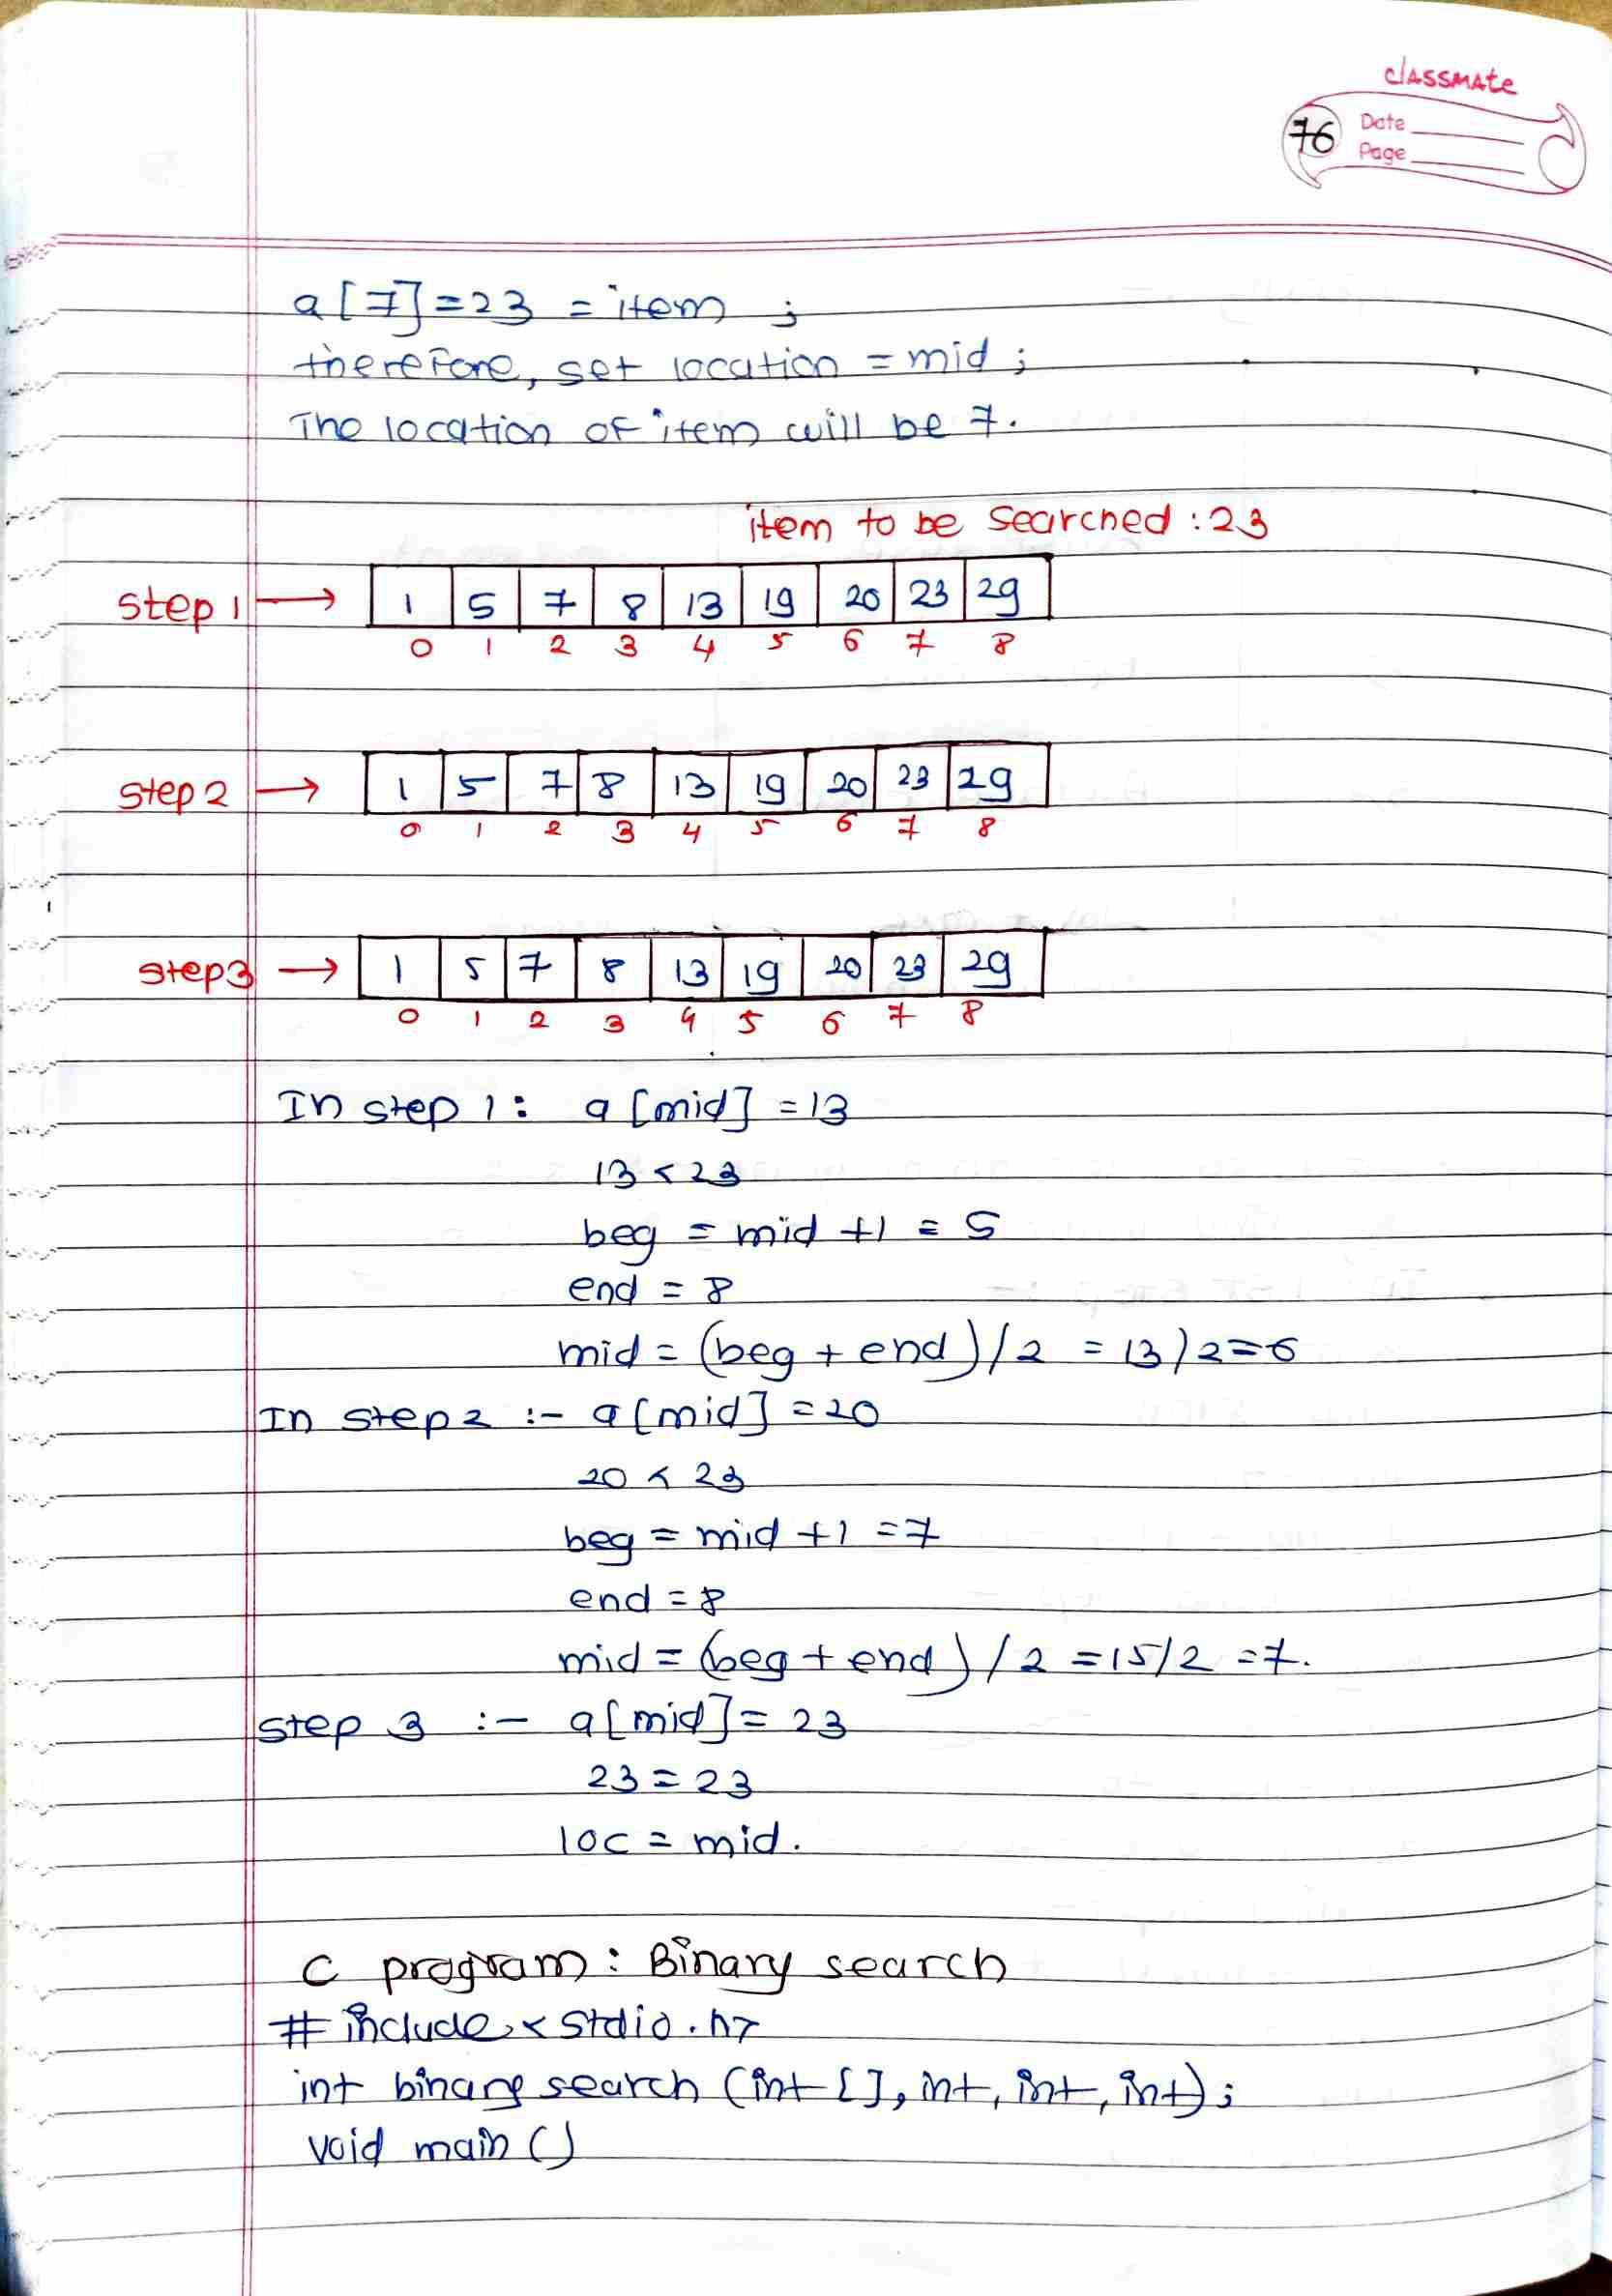 classmate
76
Date
Page
a[7]=23 = item ;
therefore, set location = mid ;
The location of item will be 7.
item to be searched : 23
step 1 → 1 5 7 8 13 19 20 23 29
0 1 2 3 4 5 6 7 8
step 2 → 1 5 7 8 13 19 20 23 29
0 1 2 3 4 5 6 7 8
step 3 → 1 5 7 8 13 19 20 23 29
0 1 2 3 4 5 6 7 8
In step 1 : a[mid] = 13
13 < 23
beg = mid +1 = 5
end = 8
mid = (beg + end)/2 = 13/2 = 6
In step 2 :- a[mid] = 20
20 < 23
beg = mid +1 = 7
end = 8
mid = (beg + end)/2 = 15/2 = 7.
step 3 :- a[mid] = 23
23 = 23
loc = mid.
C program : Binary search
# include < stdio.h>
int binary search (int [], int, int, int);
void main ()